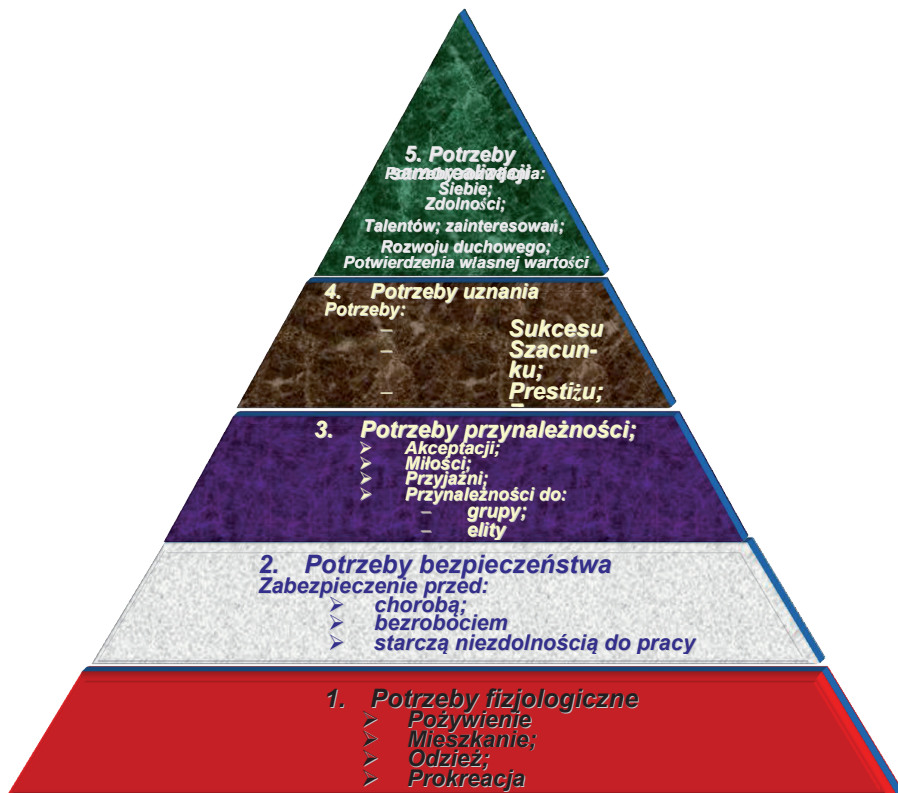 5. Potrzeby
samorealizacji
Siebie;
Zdolności;
Talentów; zainteresowań;
Rozwoju duchowego;
Potwierdzenia własnej wartości
4. Potrzeby uznania
Potrzeby:
– Sukcesu
– Szacun-
ku;
– Prestiżu;
3. Potrzeby przynależności;
➢ Akceptacji;
➢ Miłości;
➢ Przyjaźni;
➢ Przynależności do:
– grupy;
– elity
2. Potrzeby bezpieczeństwa
Zabezpieczenie przed:
➢ chorobą;
➢ bezrobociem
➢ starczą niezdolnością do pracy
1. Potrzeby fizjologiczne
➢ Pożywienie
➢ Mieszkanie;
➢ Odzież;
➢ Prokreacja